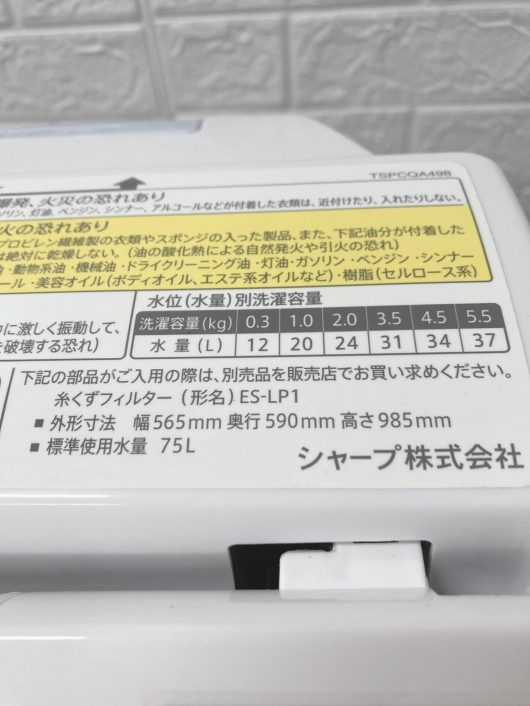 TSPCQA498
爆発、火災の恐れあり
ソリン、灯油、ベンジン、シンナー、アルコールなどが付着した衣類は、近付けたり、入れたりしない。
火の恐れあり
プロピレン繊維製の衣類やスポンジの入った製品、また、下記油分が付着した
は絶対に乾燥しない。(油の酸化熱による自然発火や引火の恐れ)
・動物系油・機械油・ドライクリーニング油・灯油・ガソリン・ベンジン・シンナー
ール・美容オイル(ボディオイル、エステ系オイルなど)・樹脂(セルロース系)
水位(水量)別洗濯容量
洗濯容量(kg) 0.3 1.0 2.0 3.5 4.5 5.5
水量(L) 12 20 24 31 34 37
に激しく振動して、
を破壊する恐れ)
下記の部品がご入用の際は、別売品を販売店でお買い求めください。
糸くずフィルター(形名)ES-LP1
■ 外形寸法 幅565mm 奥行590mm 高さ985mm
■ 標準使用水量 75L
シャープ株式会社